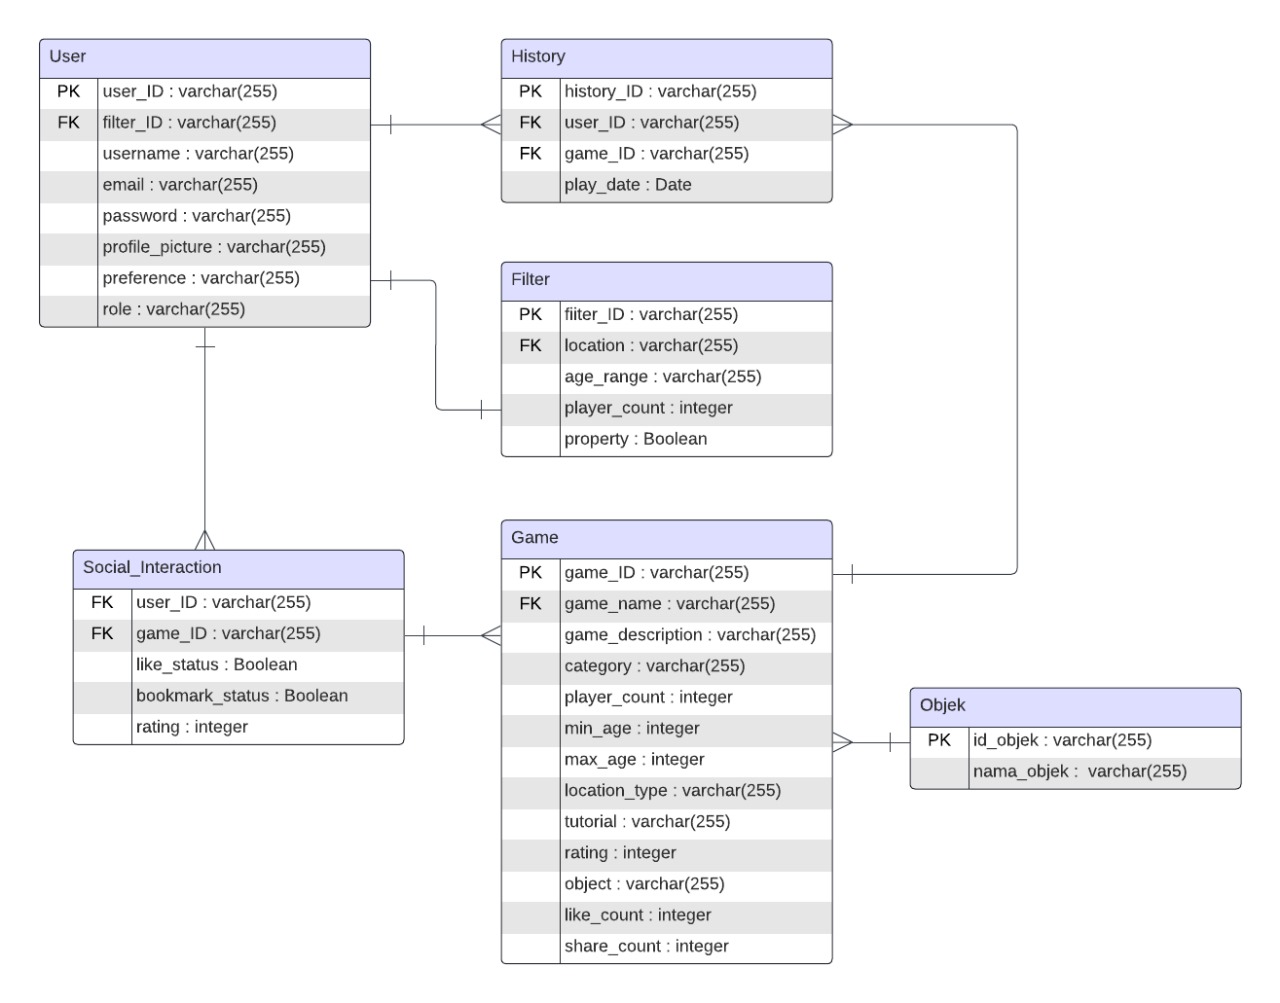 User
PK user_ID : varchar(255)
FK filter_ID : varchar(255)
username : varchar(255)
email : varchar(255)
password : varchar(255)
profile_picture : varchar(255)
preference : varchar(255)
role : varchar(255)
History
PK history_ID : varchar(255)
FK user_ID : varchar(255)
FK game_ID : varchar(255)
play_date : Date
Filter
PK fiiter_ID : varchar(255)
FK location : varchar(255)
age_range : varchar(255)
player_count : integer
property : Boolean
Social_Interaction
FK user_ID : varchar(255)
FK game_ID : varchar(255)
like_status : Boolean
bookmark_status : Boolean
rating : integer
Game
PK game_ID : varchar(255)
FK game_name : varchar(255)
game_description : varchar(255)
category : varchar(255)
player_count : integer
min_age : integer
max_age : integer
location_type : varchar(255)
tutorial : varchar(255)
rating : integer
object : varchar(255)
like_count : integer
share_count : integer
Objek
PK id_objek : varchar(255)
nama_objek :  varchar(255)